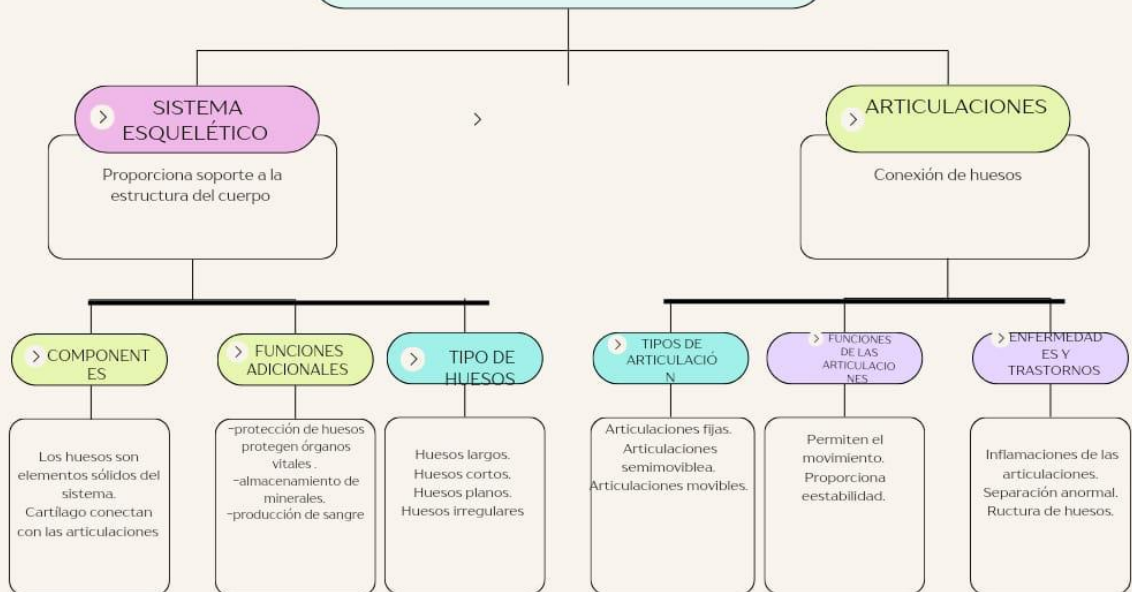 SISTEMA
ESQUELÉTICO
Proporciona soporte a la
estructura del cuerpo
ARTICULACIONES
Conexión de huesos
COMPONENT
ES
Los huesos son
elementos sólidos del
sistema.
Cartílago conectan
con las articulaciones
FUNCIONES
ADICIONALES
-protección de huesos
protegen órganos
vitales .
-almacenamiento de
minerales.
-producción de sangre
TIPO DE
HUESOS
Huesos largos.
Huesos cortos.
Huesos planos.
Huesos irregulares
TIPOS DE
ARTICULACIÓ
N
Articulaciones fijas.
Articulaciones
semimoviblea.
Articulaciones movibles.
FUNCIONES
DE LAS
ARTICULACIO
NES
Permiten el
movimiento.
Proporciona
eestabilidad.
ENFERMEDAD
ES Y
TRASTORNOS
Inflamaciones de las
articulaciones.
Separación anormal.
Ructura de huesos.